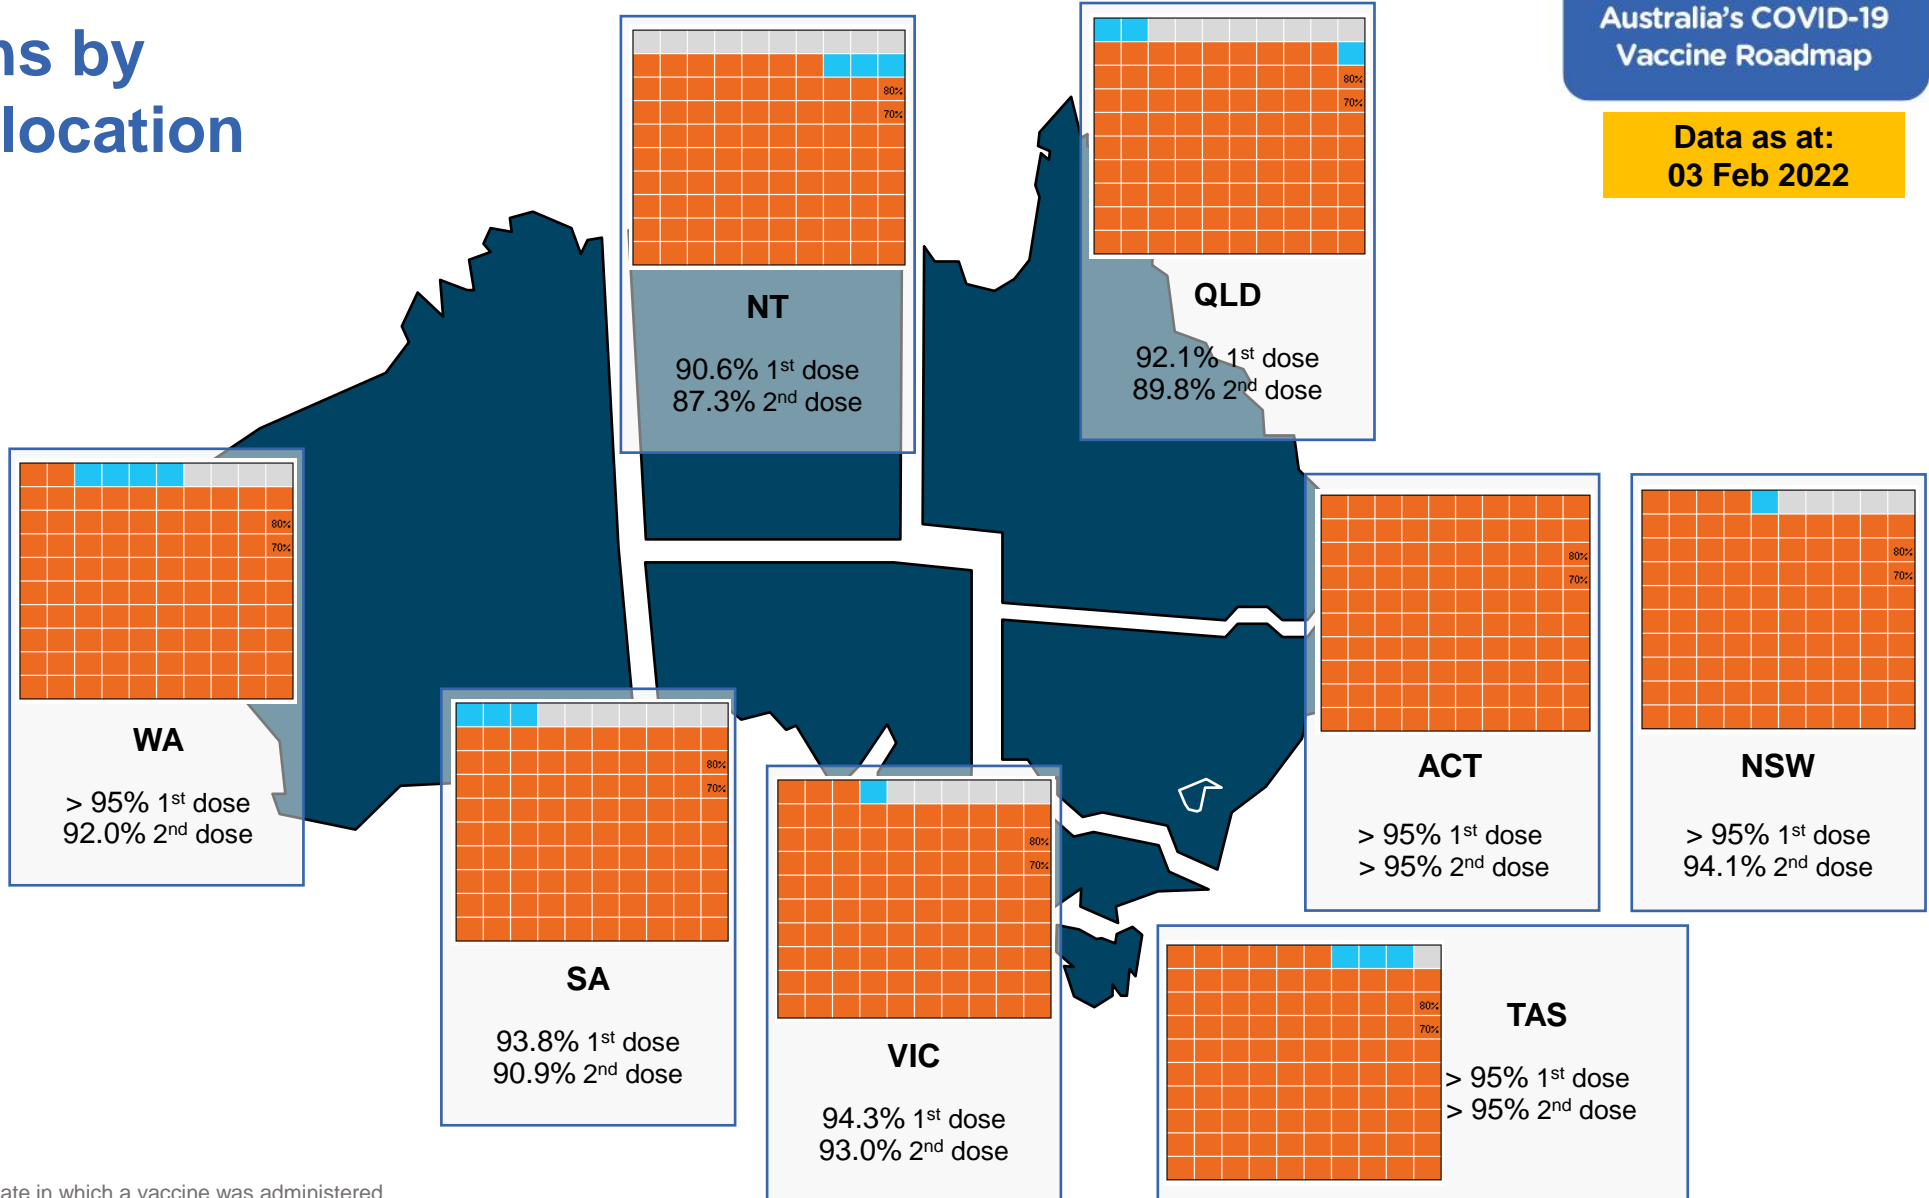 ns by
location
Australia's COVID-19
Vaccine Roadmap
Data as at:
03 Feb 2022
80%
70%
NT
90.6% 1st dose
87.3% 2nd dose
80%
70%
QLD
92.1% 1st dose
89.8% 2nd dose
80%
70%
WA
> 95% 1st dose
92.0% 2nd dose
80%
70%
SA
93.8% 1st dose
90.9% 2nd dose
80%
70%
VIC
94.3% 1st dose
93.0% 2nd dose
80%
70%
ACT
> 95% 1st dose
> 95% 2nd dose
80%
70%
NSW
> 95% 1st dose
94.1% 2nd dose
80%
70%
TAS
> 95% 1st dose
> 95% 2nd dose
ate in which a vaccine was administered